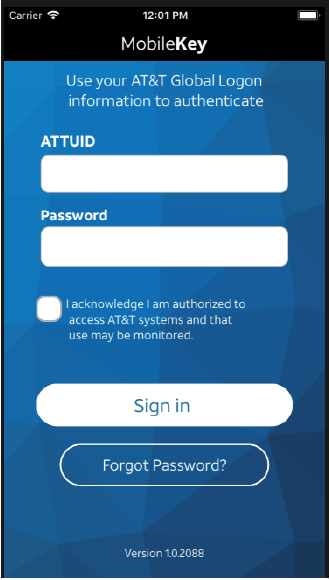 Carrier 12:01 PM
MobileKey
Use your AT&T Global Logon
information to authenticate
ATTUID
Password
I acknowledge I am authorized to
access AT&T systems and that
use may be monitored.
Sign in
Forgot Password?
Version 1.0.2088